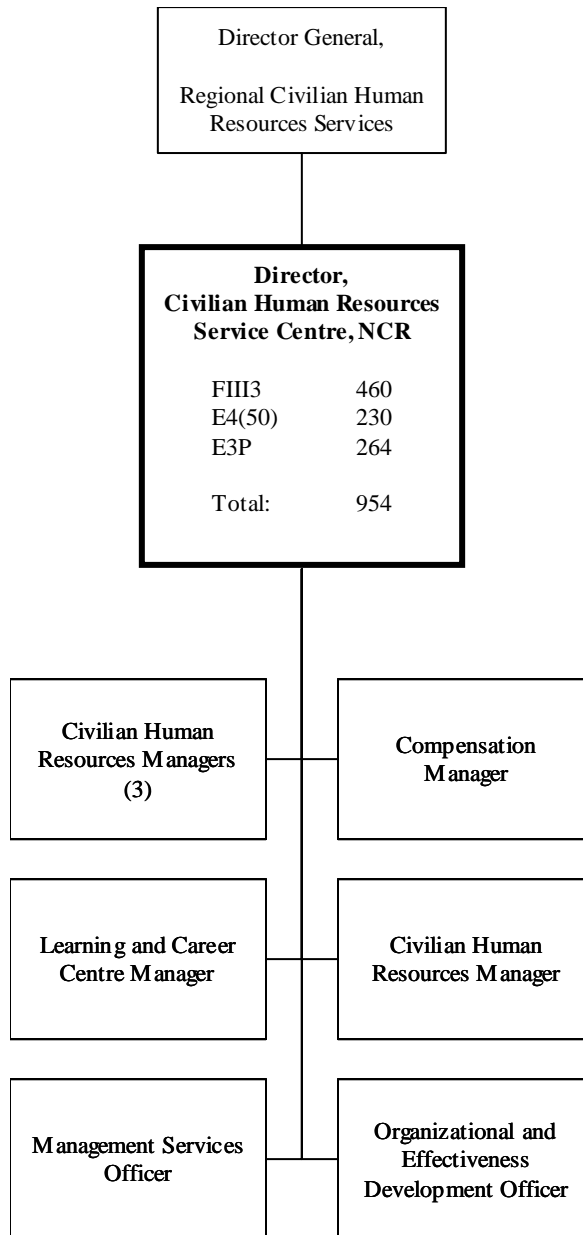 Director General,
Regional Civilian Human
Resources Services
Director,
Civilian Human Resources
Service Centre, NCR
FIII3 460
E4(50) 230
E3P 264
Total: 954
Civilian Human
Resources Managers
(3)
Compensation
Manager
Learning and Career
Centre Manager
Civilian Human
Resources Manager
Management Services
Officer
Organizational and
Effectiveness
Development Officer